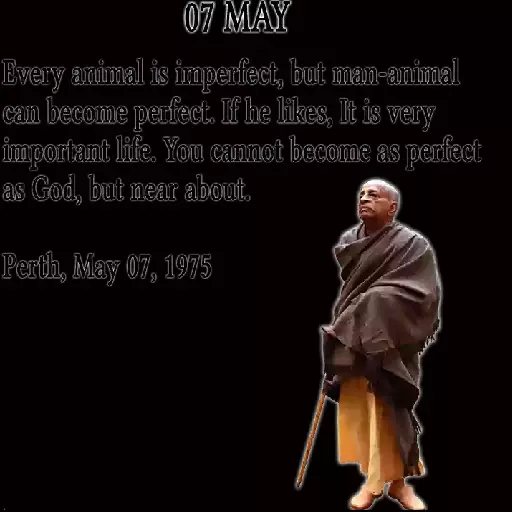 07 MAY
Every animal is imperfect, but man-animal
can become perfect. If he likes, It is very
important life. You cannot become as perfect
as God, but near about.
Perth, May 07, 1975